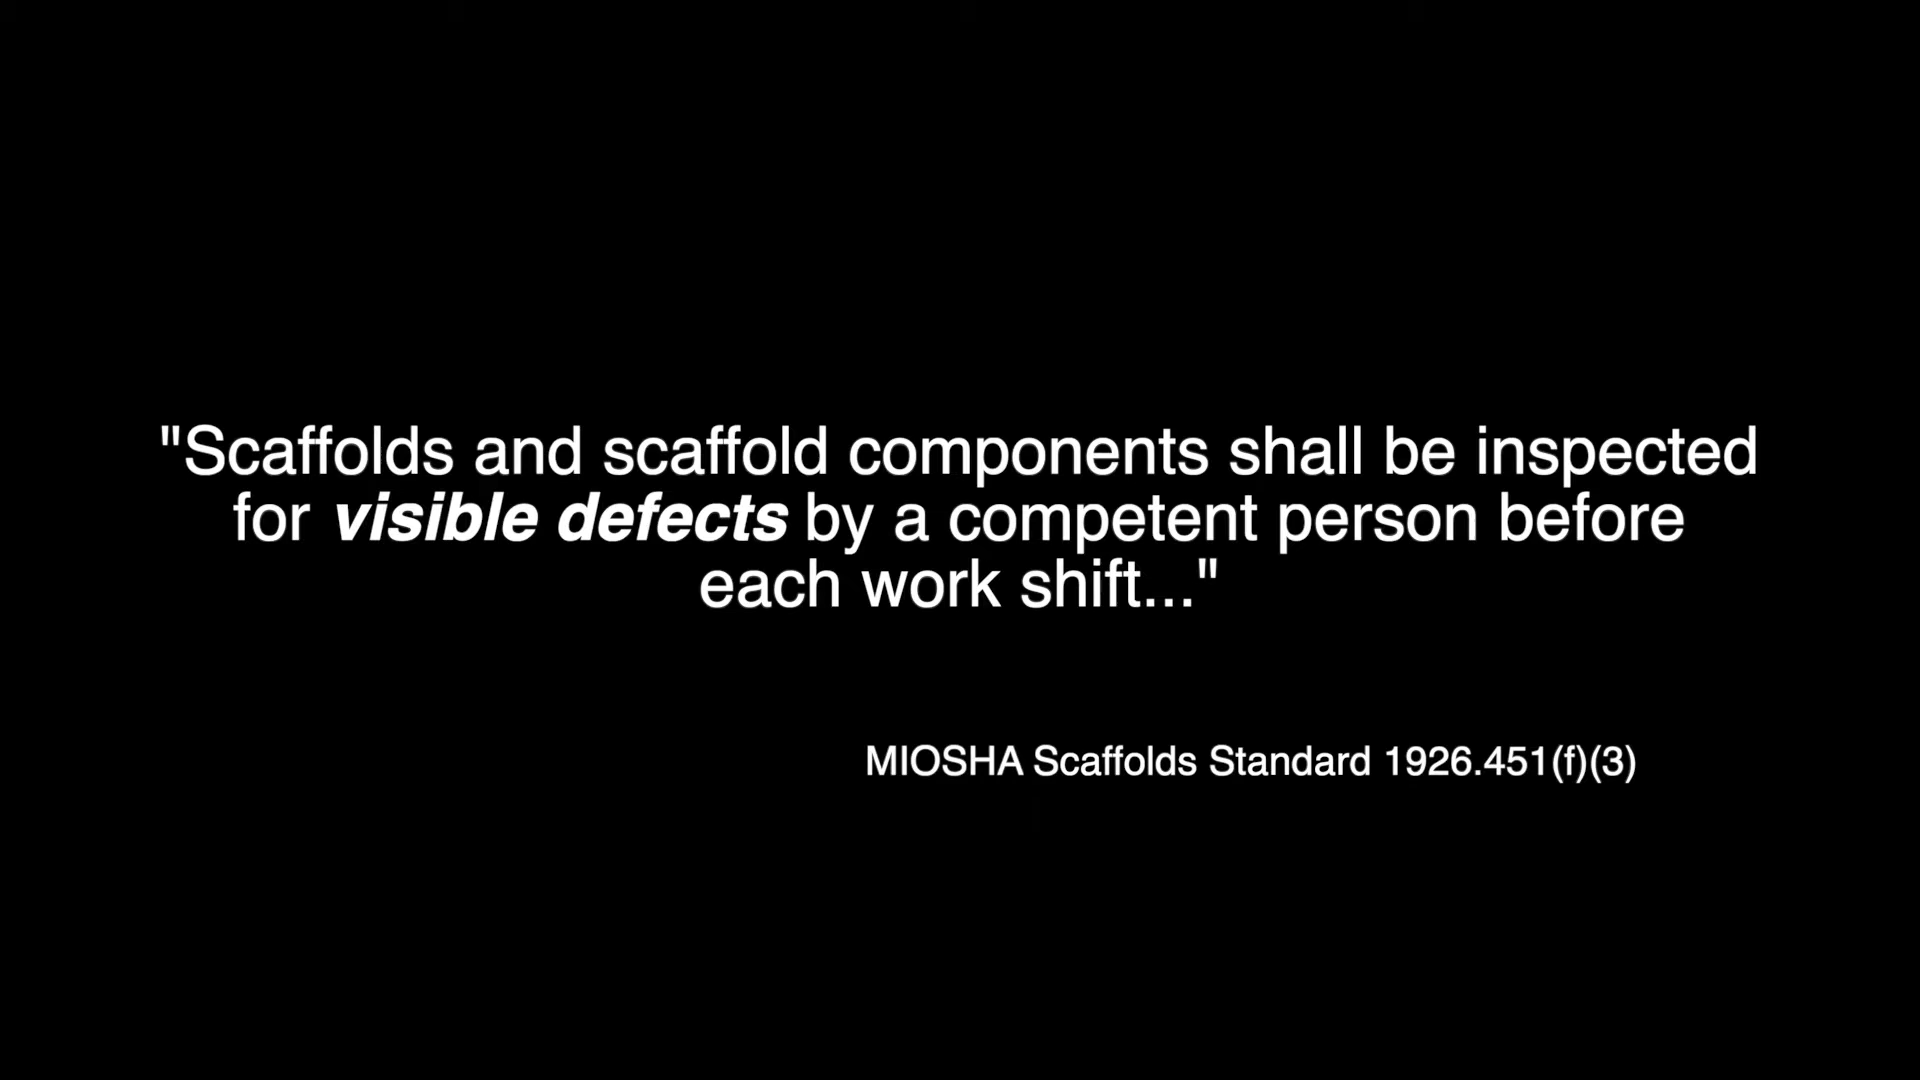 "Scaffolds and scaffold components shall be inspected
for visible defects by a competent person before
each work shift..."
MIOSHA Scaffolds Standard 1926.451(f)(3)